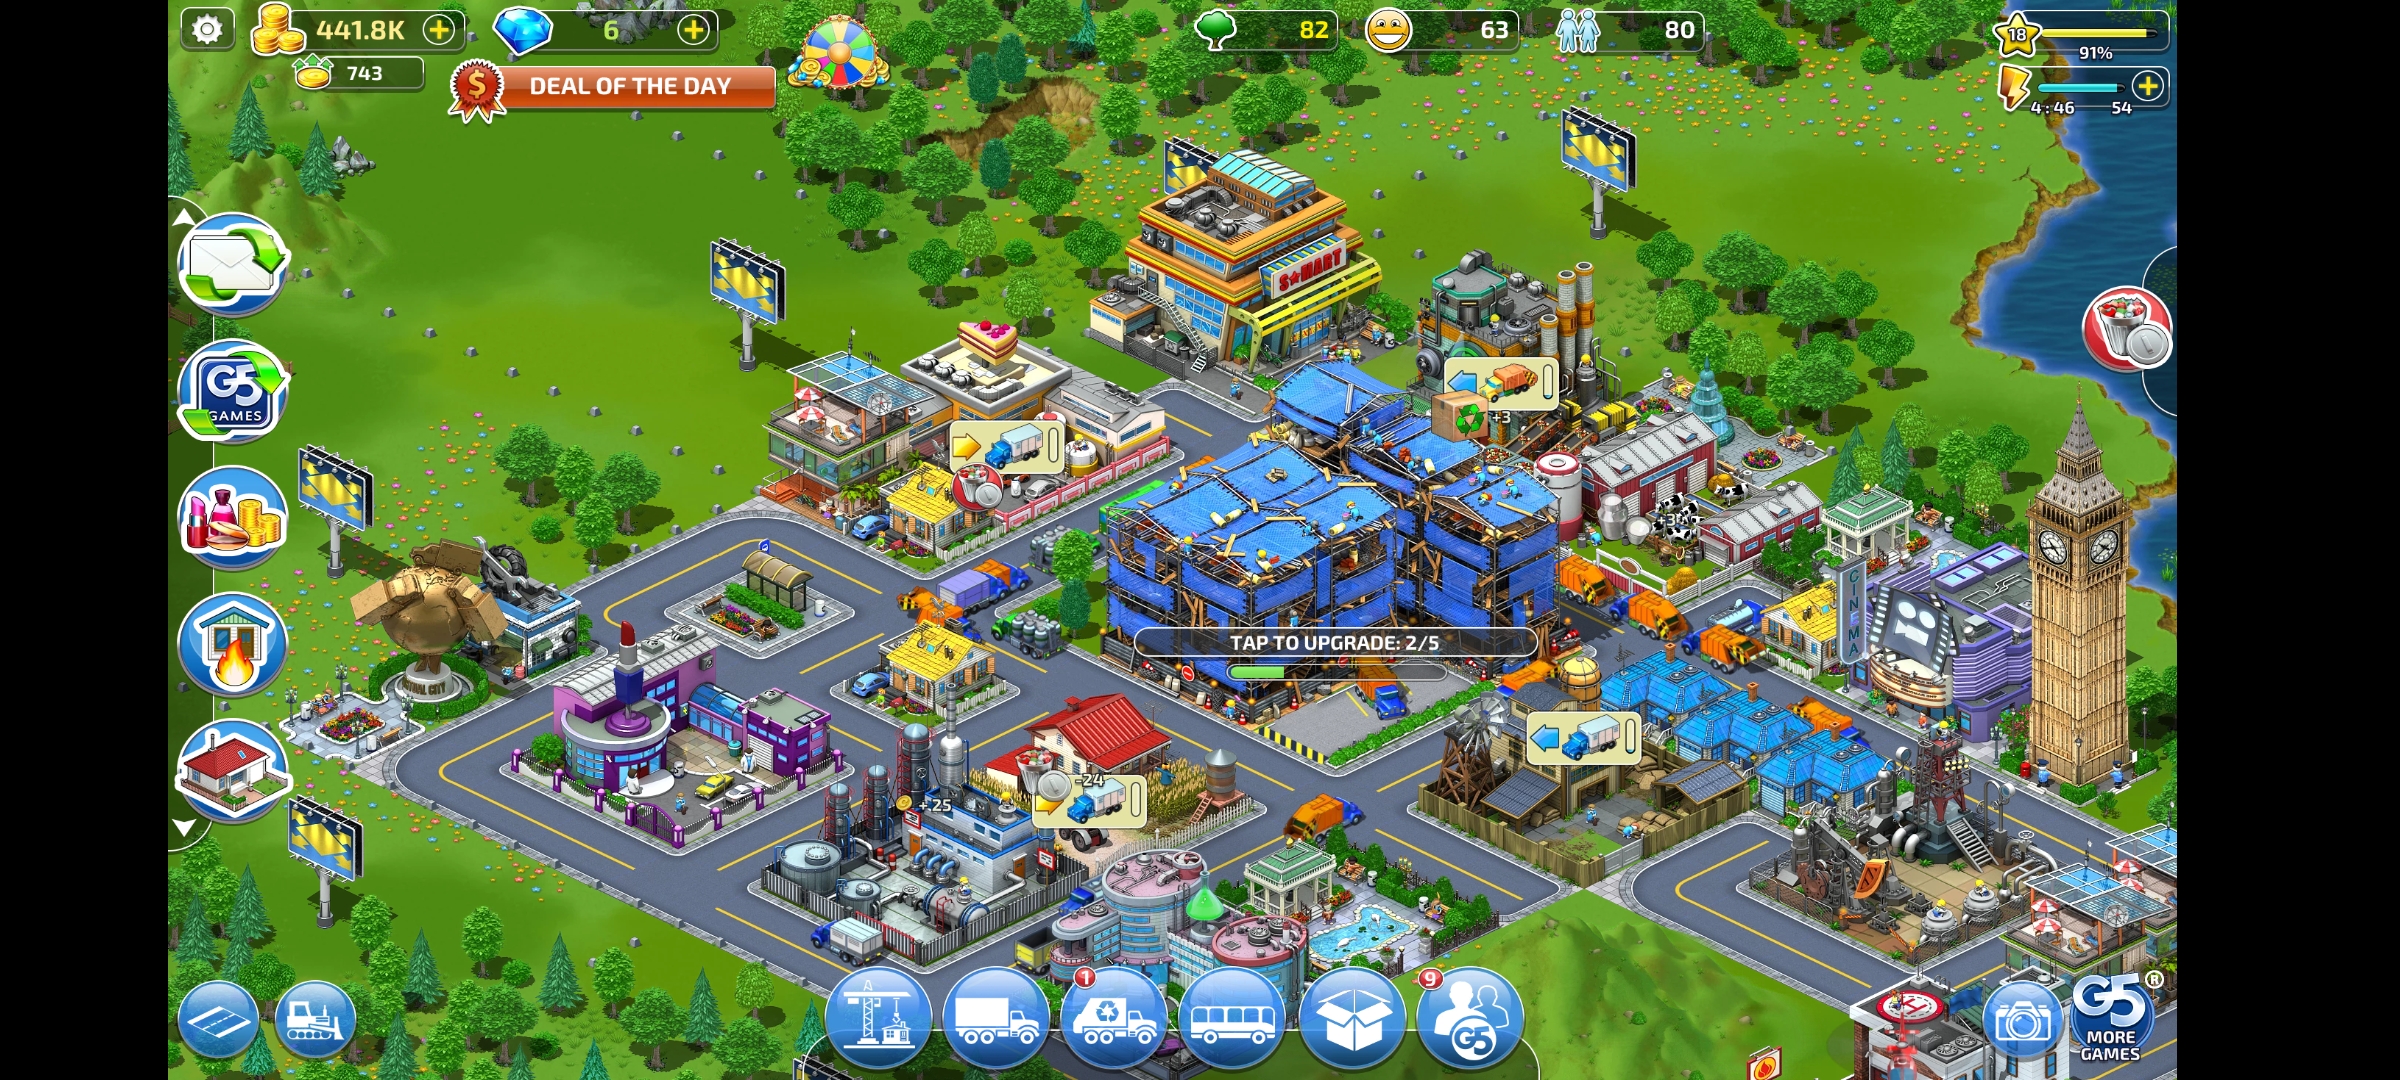 441.8K
6
82
63
80
18
91%
743
DEAL OF THE DAY
4:46
54
S★MART
+3
G5
GAMES
CINEMA
TAP TO UPGRADE: 2/5
-24
+25
1
9
G5
H
G5
®
MORE
GAMES